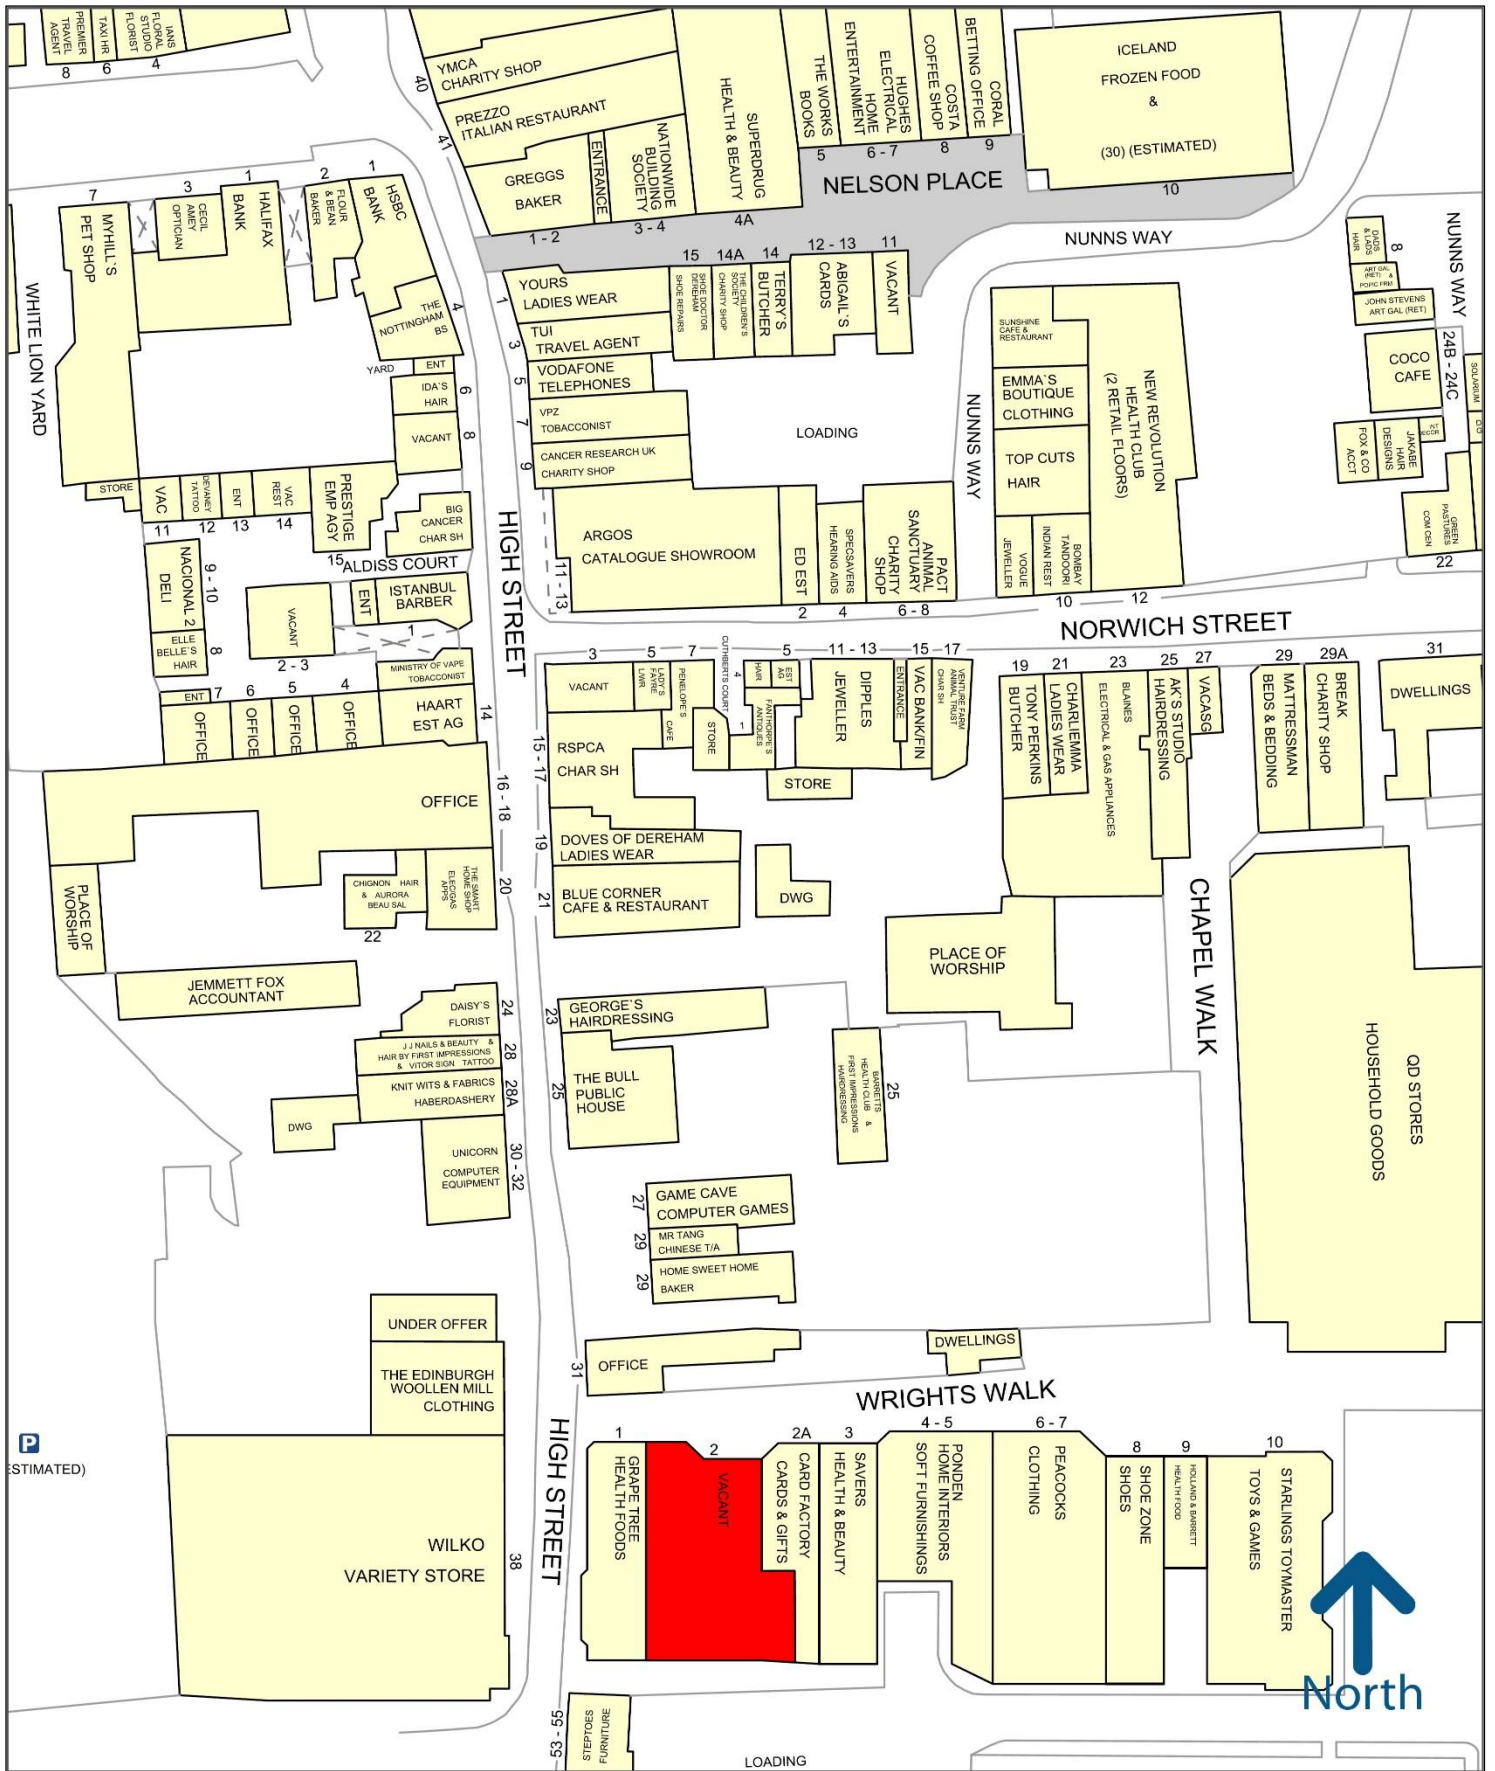 PREMIER
TRAVEL
AGENT
8
TAXI HR
6
IANS
FLORAL
STUDIO
FLORIST
4
40
YMCA
CHARITY SHOP
41
PREZZO
ITALIAN RESTAURANT
GREGGS
BAKER
1 - 2
ENTRANCE
NATIONWIDE
BUILDING
SOCIETY
3 - 4
SUPERDRUG
HEALTH & BEAUTY
4A
THE WORKS
BOOKS
5
HUGHES
ELECTRICAL
HOME
ENTERTAINMENT
6 - 7
COSTA
COFFEE SHOP
8
CORAL
BETTING OFFICE
9
ICELAND
FROZEN FOOD
&
(30) (ESTIMATED)
10
NELSON PLACE
NUNNS WAY
NUNNS WAY
NUNNS WAY
7
MYHILL`S
PET SHOP
3
CECIL
AMEY
OPTICIAN
1
HALIFAX
BANK
2
FLOUR
& BEAN
BAKER
1
HSBC
BANK
4
THE
NOTTINGHAM
BS
WHITE LION YARD
YARD
ENT
6
IDA`S
HAIR
8
VACANT
1
YOURS
LADIES WEAR
3
TUI
TRAVEL AGENT
5
VODAFONE
TELEPHONES
7
VPZ
TOBACCONIST
9
CANCER RESEARCH UK
CHARITY SHOP
11 - 13
ARGOS
CATALOGUE SHOWROOM
15
SHOE DOCTOR
DEREHAM
SHOE REPAIRS
14A
THE CHILDREN`S
SOCIETY
CHARITY SHOP
14
TERRY`S
BUTCHER
12 - 13
ABIGAIL`S
CARDS
11
VACANT
LOADING
SUNSHINE
CAFE &
RESTAURANT
EMMA`S
BOUTIQUE
CLOTHING
TOP CUTS
HAIR
VOGUE
JEWELLER
BOMBAY
TANDOORI
INDIAN REST
10
NEW REVOLUTION
HEALTH CLUB
(2 RETAIL FLOORS)
12
DADS
& LADS
HAIR
8
ART GAL
(RET) &
POPIC FRM
JOHN STEVENS
ART GAL (RET)
COCO
CAFE
24B - 24C
SOLARIUM
FOX & CO
ACCT
JAKABE
HAIR
DESIGNS
INT
DECOR
GREEN
PASTURES
COM CEN
22
STORE
VAC
11
DEVANEY
TATTOO
12
ENT
13
VAC
REST
14
PRESTIGE
EMP AGY
15
BIG
CANCER
CHAR SH
ALDISS COURT
9 - 10
NACIONAL 2
DELI
8
ELLE
BELLE`S
HAIR
VACANT
2 - 3
ENT
ISTANBUL
BARBER
1
MINISTRY OF VAPE
TOBACCONIST
HIGH STREET
ED EST
2
SPECSAVERS
HEARING AIDS
4
PACT
ANIMAL
SANCTUARY
CHARITY
SHOP
6 - 8
NORWICH STREET
ENT
7
OFFICE
6
OFFICE
5
OFFICE
4
OFFICE
HAART
EST AG
14
OFFICE
16 - 18
3
VACANT
5
LADY`S
FAYRE
L/WR
7
PENELOPE`S
CAFE
CUTHBERTS COURT
STORE
4
1
HAIR
5
EST
AG
FANTHORPE`S
ANTIQUES
11 - 13
DIPPLES
JEWELLER
ENTRANCE
15
VAC BANK/FIN
17
VENTURE FARM
ANIMAL TRUST
CHAR SH
STORE
19
TONY PERKINS
BUTCHER
21
CHARLIEMMA
LADIES WEAR
23
BLAINES
ELECTRICAL & GAS APPLIANCES
25
AK`S STUDIO
HAIRDRESSING
27
VACASG
29
MATTRESSMAN
BEDS & BEDDING
29A
BREAK
CHARITY SHOP
31
DWELLINGS
15 - 17
RSPCA
CHAR SH
19
DOVES OF DEREHAM
LADIES WEAR
21
BLUE CORNER
CAFE & RESTAURANT
DWG
PLACE OF
WORSHIP
PLACE OF
WORSHIP
CHAPEL WALK
CHIGNON HAIR
& AURORA
BEAU SAL
22
THE SMART
HOME SHOP
ELEC/GAS
APPS
20
JEMMETT FOX
ACCOUNTANT
DAISY`S
FLORIST
24
J J NAILS & BEAUTY &
HAIR BY FIRST IMPRESSIONS
& VITOR SIGN TATTOO
28
KNIT WITS & FABRICS
HABERDASHERY
28A
DWG
UNICORN
COMPUTER
EQUIPMENT
30 - 32
23
GEORGE`S
HAIRDRESSING
25
THE BULL
PUBLIC
HOUSE
BARRETTS
HEALTH CLUB &
FIRST IMPRESSIONS
HAIRDRESSING
25
QD STORES
HOUSEHOLD GOODS
27
GAME CAVE
COMPUTER GAMES
29
MR TANG
CHINESE T/A
29
HOME SWEET HOME
BAKER
UNDER OFFER
THE EDINBURGH
WOOLLEN MILL
CLOTHING
31
OFFICE
DWELLINGS
WRIGHTS WALK
P
ESTIMATED)
WILKO
VARIETY STORE
38
HIGH STREET
1
GRAPE TREE
HEALTH FOODS
2
VACANT
2A
CARD FACTORY
CARDS & GIFTS
3
SAVERS
HEALTH & BEAUTY
4 - 5
PONDEN
HOME INTERIORS
SOFT FURNISHINGS
6 - 7
PEACOCKS
CLOTHING
8
SHOE ZONE
SHOES
9
HOLLAND & BARRETT
HEALTH FOOD
10
STARLINGS TOYMASTER
TOYS & GAMES
North
53 - 55
STEPTOES
FURNITURE
LOADING